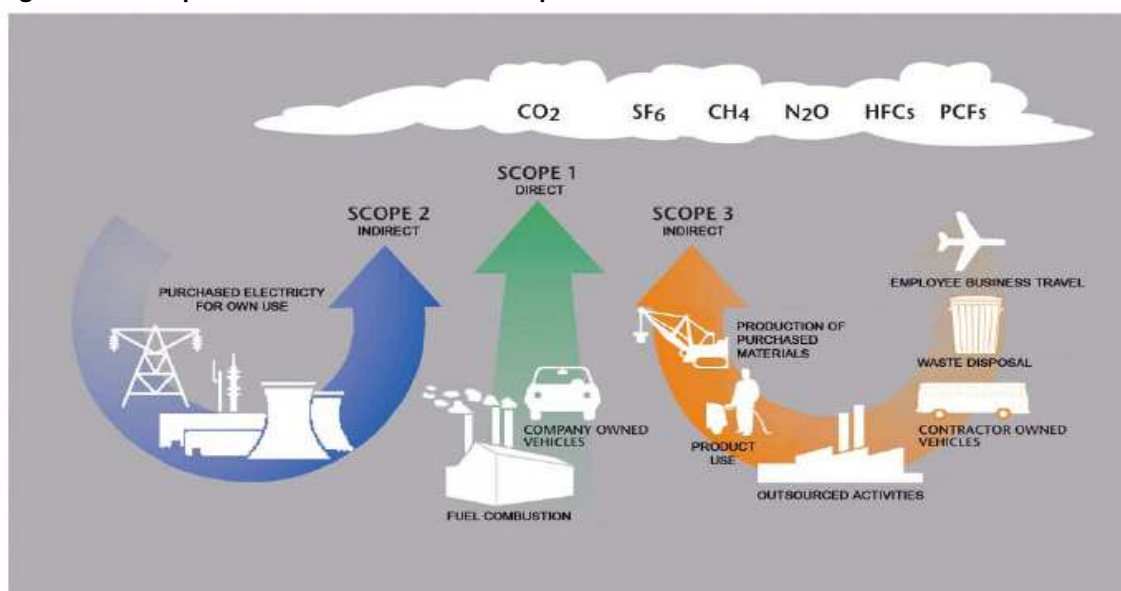 CO2 SF6 CH4 N2O HFCs PCFs
SCOPE 1
DIRECT
SCOPE 2
INDIRECT
SCOPE 3
INDIRECT
PURCHASED ELECTRICTY
FOR OWN USE
COMPANY OWNED
VEHICLES
FUEL COMBUSTION
PRODUCTION OF
PURCHASED
MATERIALS
PRODUCT
USE
OUTSOURCED ACTIVITIES
EMPLOYEE BUSINESS TRAVEL
WASTE DISPOSAL
CONTRACTOR OWNED
VEHICLES